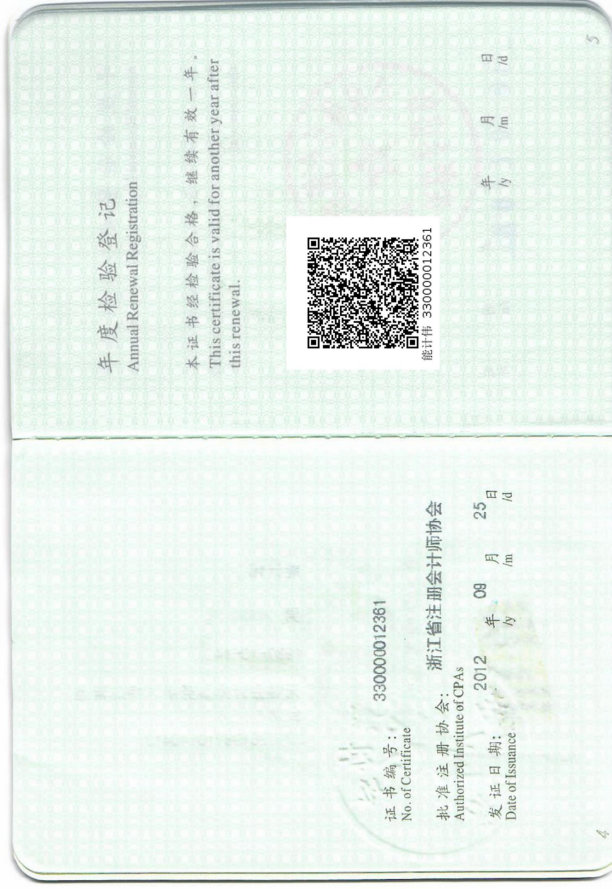 年度检验登记
Annual Renewal Registration
本证书经检验合格，继续有效一年。
This certificate is valid for another year after
this renewal.
能计伟 330000012361
年 月 日
/y /m /d
5
证书编号： 330000012361
No. of Certificate
批准注册协会： 浙江省注册会计师协会
Authorized Institute of CPAs
发证日期： 2012 年 09 月 25 日
Date of Issuance /y /m /d
4